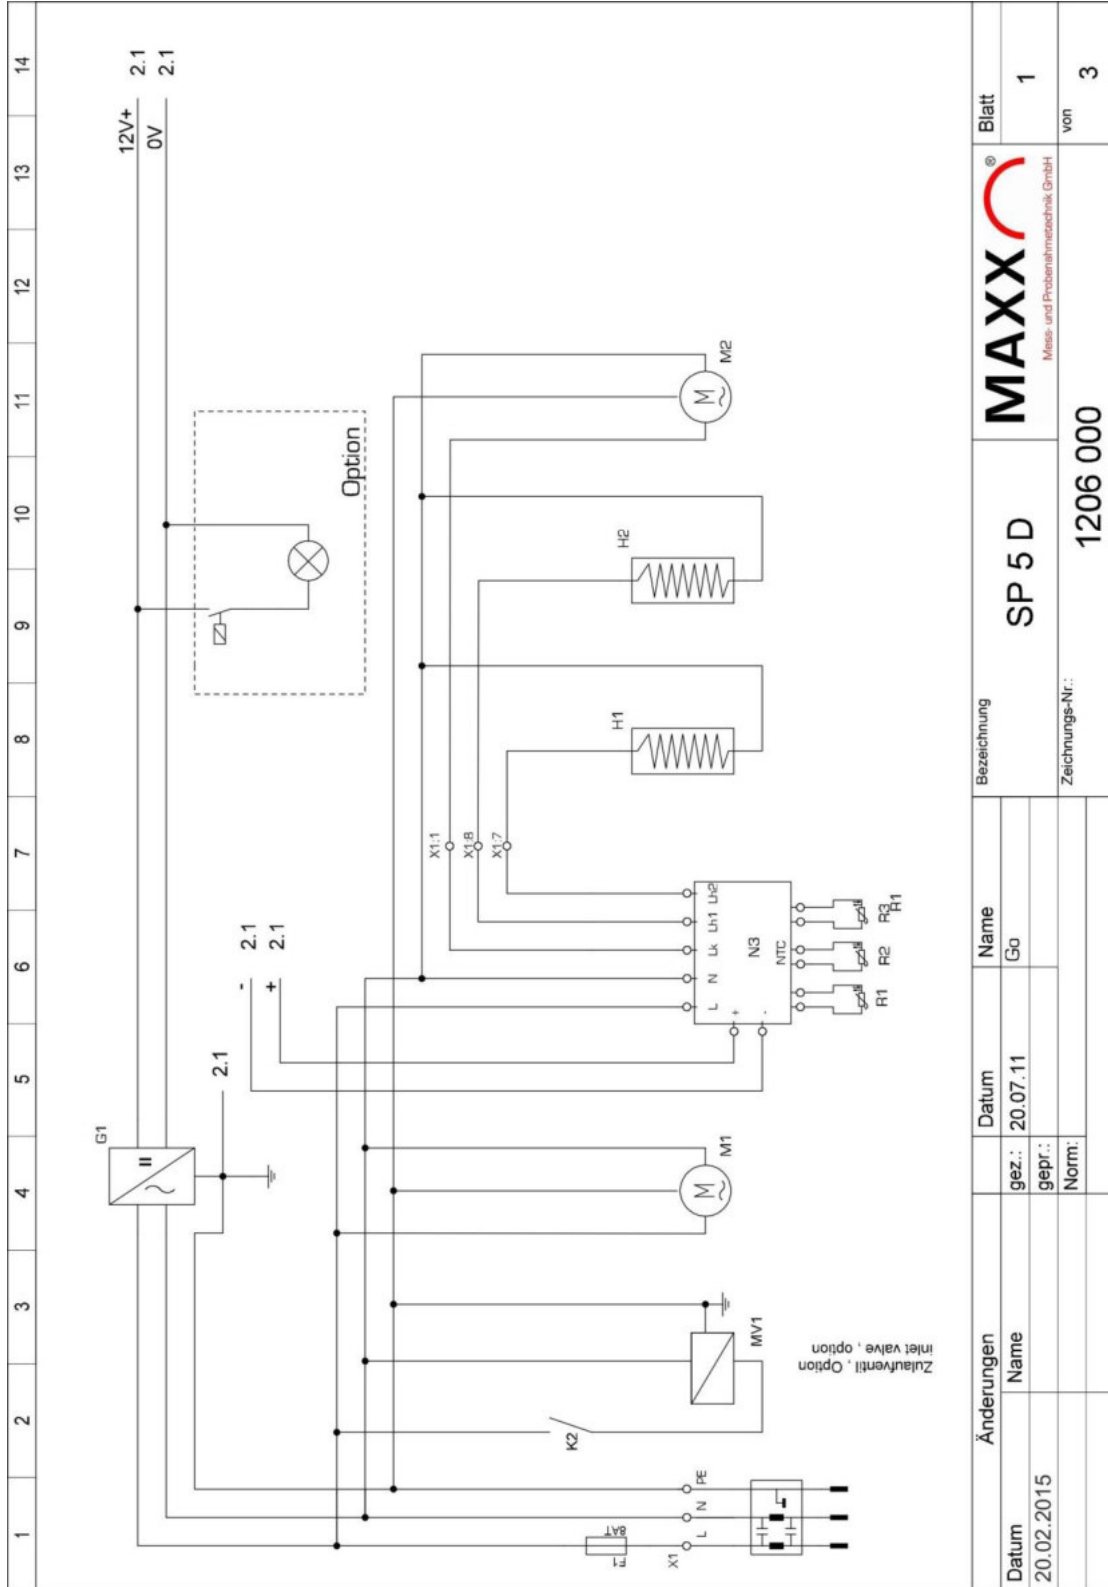 1 2 3 4 5 6 7 8 9 10 11 12 13 14
12V+ 2.1
0V 2.1
G1
2.1
- 2.1
+ 2.1
Option
X1:1
X1:8
X1:7
H1
H2
M
M2
M
M1
L N Lk Lh1 Lh2
N3
NTC
+
-
R1
R2
R3
R1
K2
MV1
Zulaufventil , Option
inlet valve , option
F1
8AT
X1
L N PE
Änderungen
Datum Name
20.02.2015
Datum Name
gez.: 20.07.11 Go
gepr.:
Norm:
Bezeichnung
SP 5 D
MAXX®
Mess- und Probenahmetechnik GmbH
Blatt
1
Zeichnungs-Nr.:
1206 000
von
3